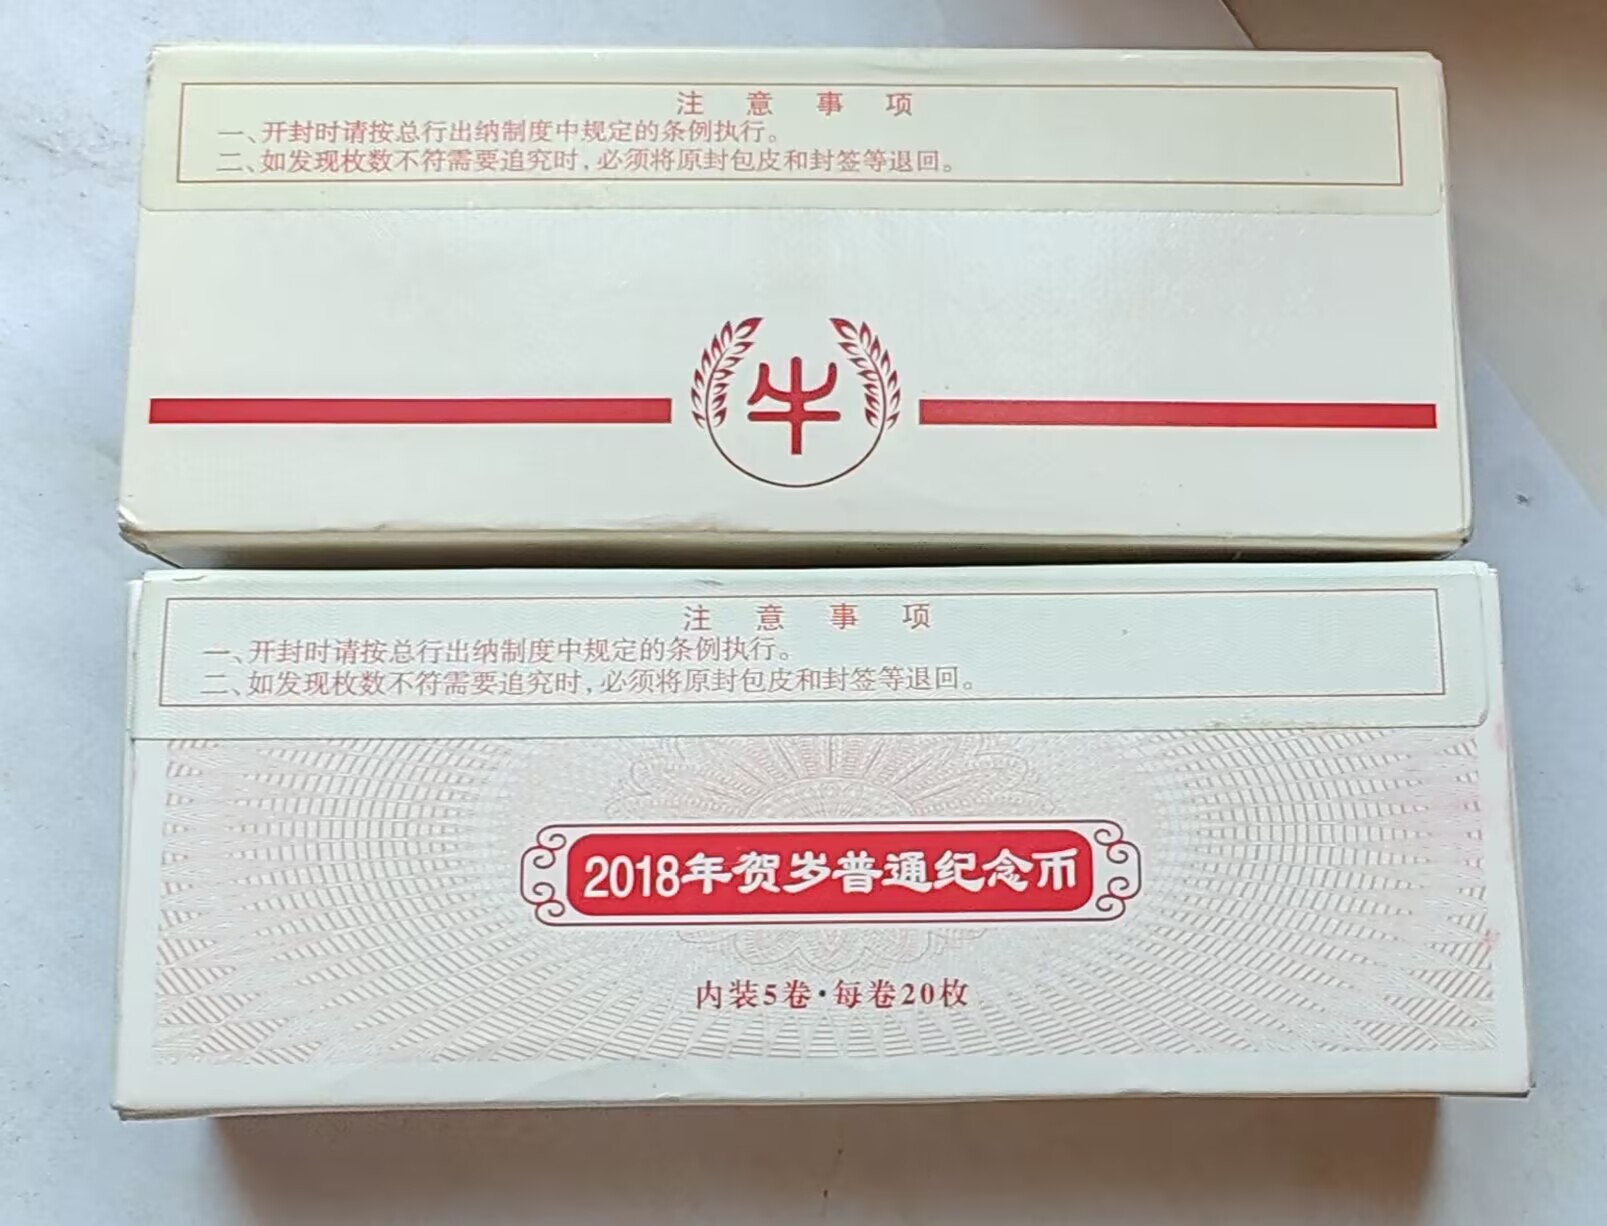 注意事项
一、开封时请按总行出纳制度中规定的条例执行。
二、如发现枚数不符需要追究时,必须将原封包皮和封签等退回。
牛
注意事项
一、开封时请按总行出纳制度中规定的条例执行。
二、如发现枚数不符需要追究时,必须将原封包皮和封签等退回。
2018年贺岁普通纪念币
内装5卷·每卷20枚